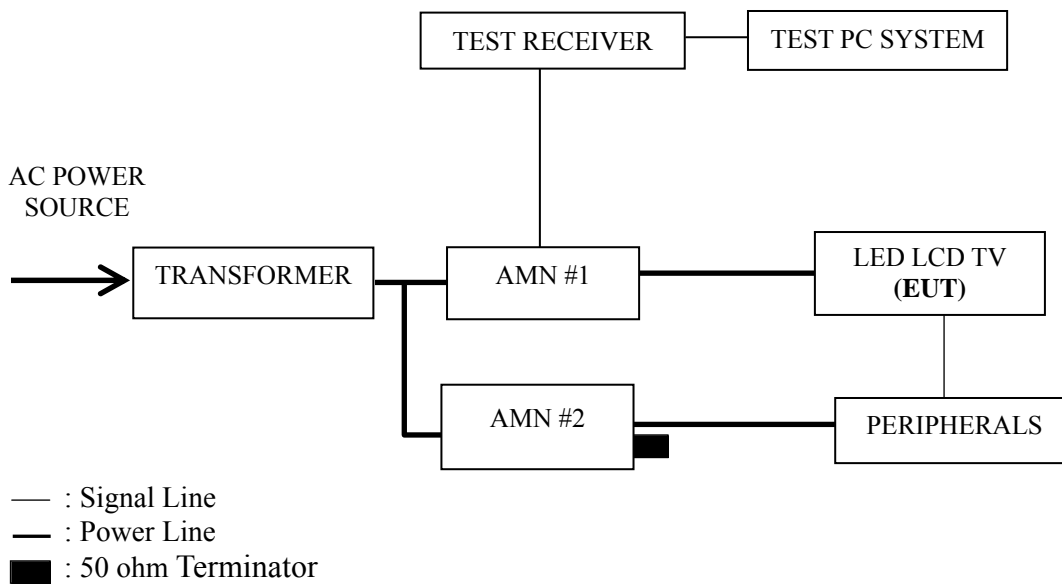 TEST RECEIVER
TEST PC SYSTEM
AC POWER
SOURCE
TRANSFORMER
AMN #1
LED LCD TV
(EUT)
AMN #2
PERIPHERALS
: Signal Line
: Power Line
: 50 ohm Terminator